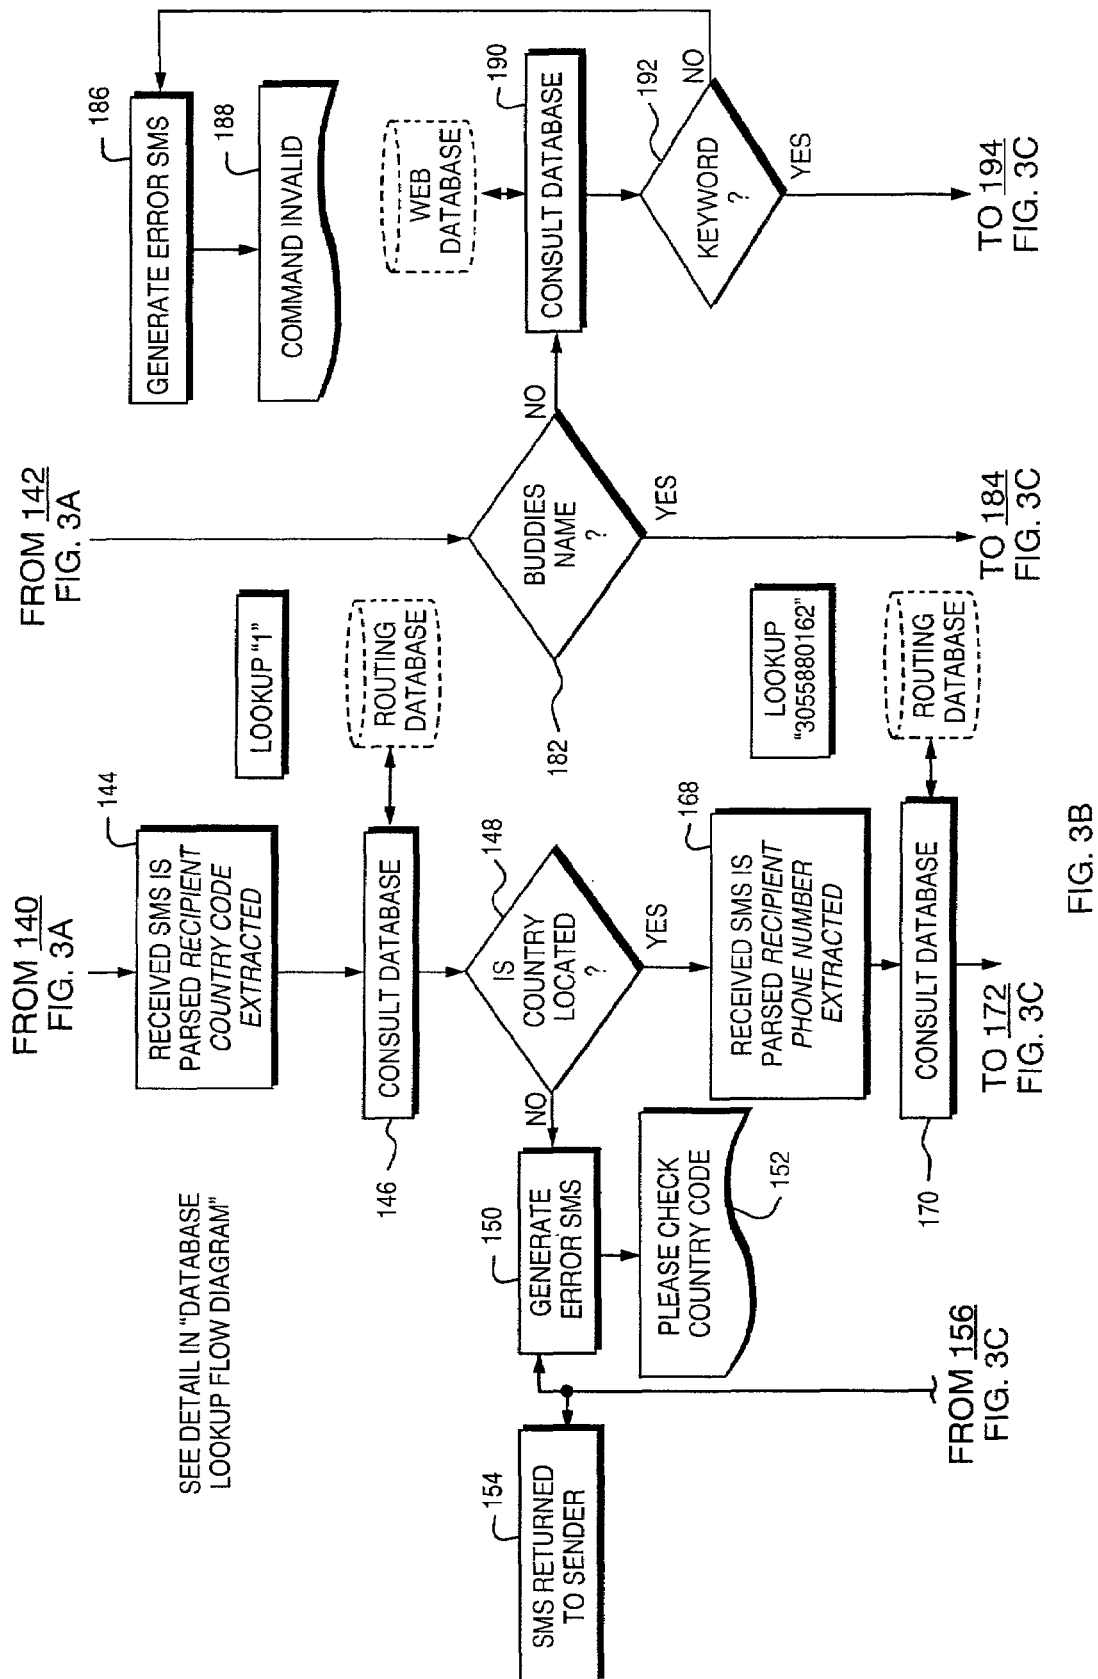 FROM 140
FIG. 3A
144
RECEIVED SMS IS
PARSED RECIPIENT
COUNTRY CODE
EXTRACTED
LOOKUP "1"
SEE DETAIL IN "DATABASE
LOOKUP FLOW DIAGRAM"
146
CONSULT DATABASE
ROUTING
DATABASE
148
IS
COUNTRY
LOCATED
?
NO
YES
150
GENERATE
ERROR SMS
PLEASE CHECK
COUNTRY CODE
152
154
SMS RETURNED
TO SENDER
FROM 156
FIG. 3C
168
RECEIVED SMS IS
PARSED RECIPIENT
PHONE NUMBER
EXTRACTED
LOOKUP
"3055880162"
170
CONSULT DATABASE
ROUTING
DATABASE
TO 172
FIG. 3C
FROM 142
FIG. 3A
182
BUDDIES
NAME
?
NO
YES
TO 184
FIG. 3C
186
GENERATE ERROR SMS
188
COMMAND INVALID
WEB
DATABASE
190
CONSULT DATABASE
192
KEYWORD
?
NO
YES
TO 194
FIG. 3C
FIG. 3B